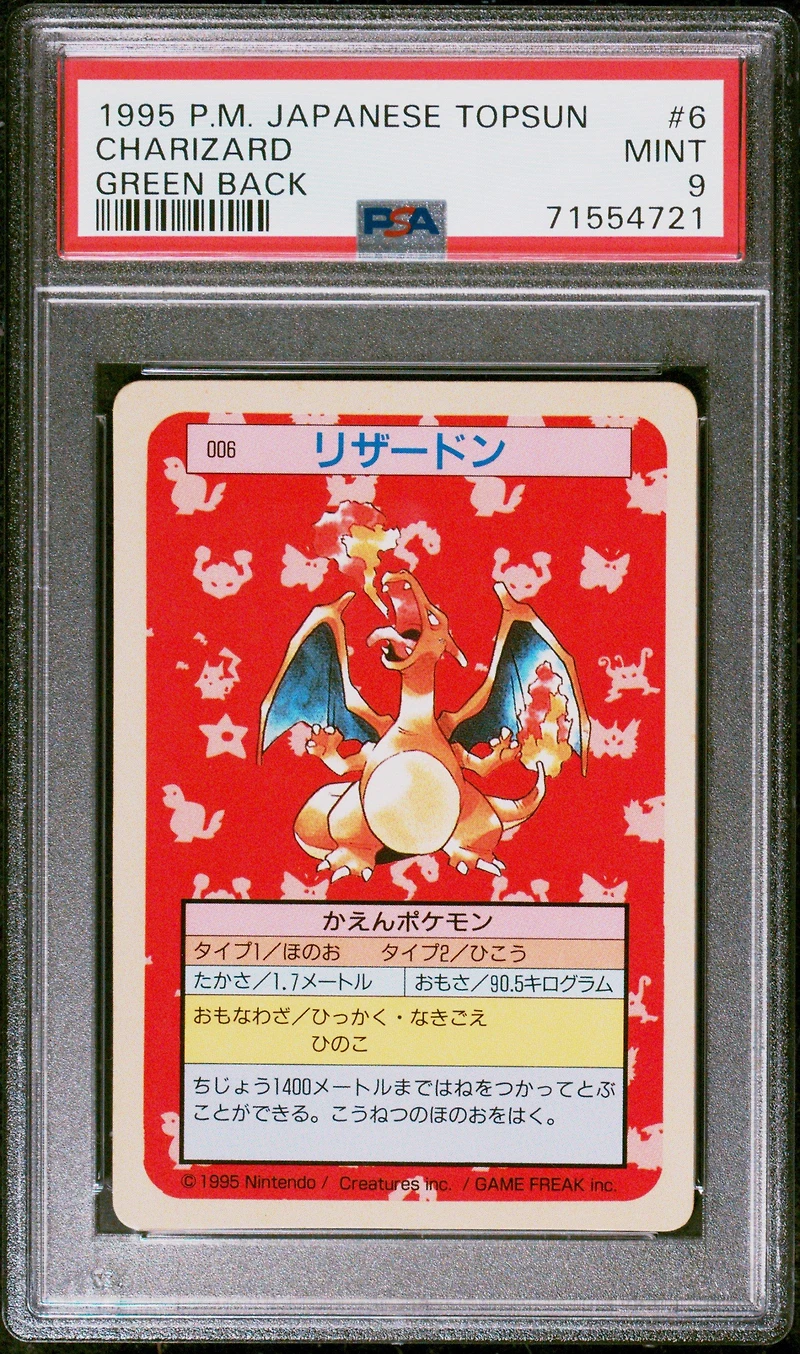 1995 P.M. JAPANESE TOPSUN #6
CHARIZARD MINT
GREEN BACK 9
PSA 71554721
006 リザードン
かえんポケモン
タイプ1/ほのお タイプ2/ひこう
たかさ/1.7メートル おもさ/90.5キログラム
おもなわざ/ひっかく・なきごえ
ひのこ
ちじょう1400メートルまではねをつかってとぶ
ことができる。こうねつのほのおをはく。
©1995 Nintendo / Creatures inc. / GAME FREAK inc.